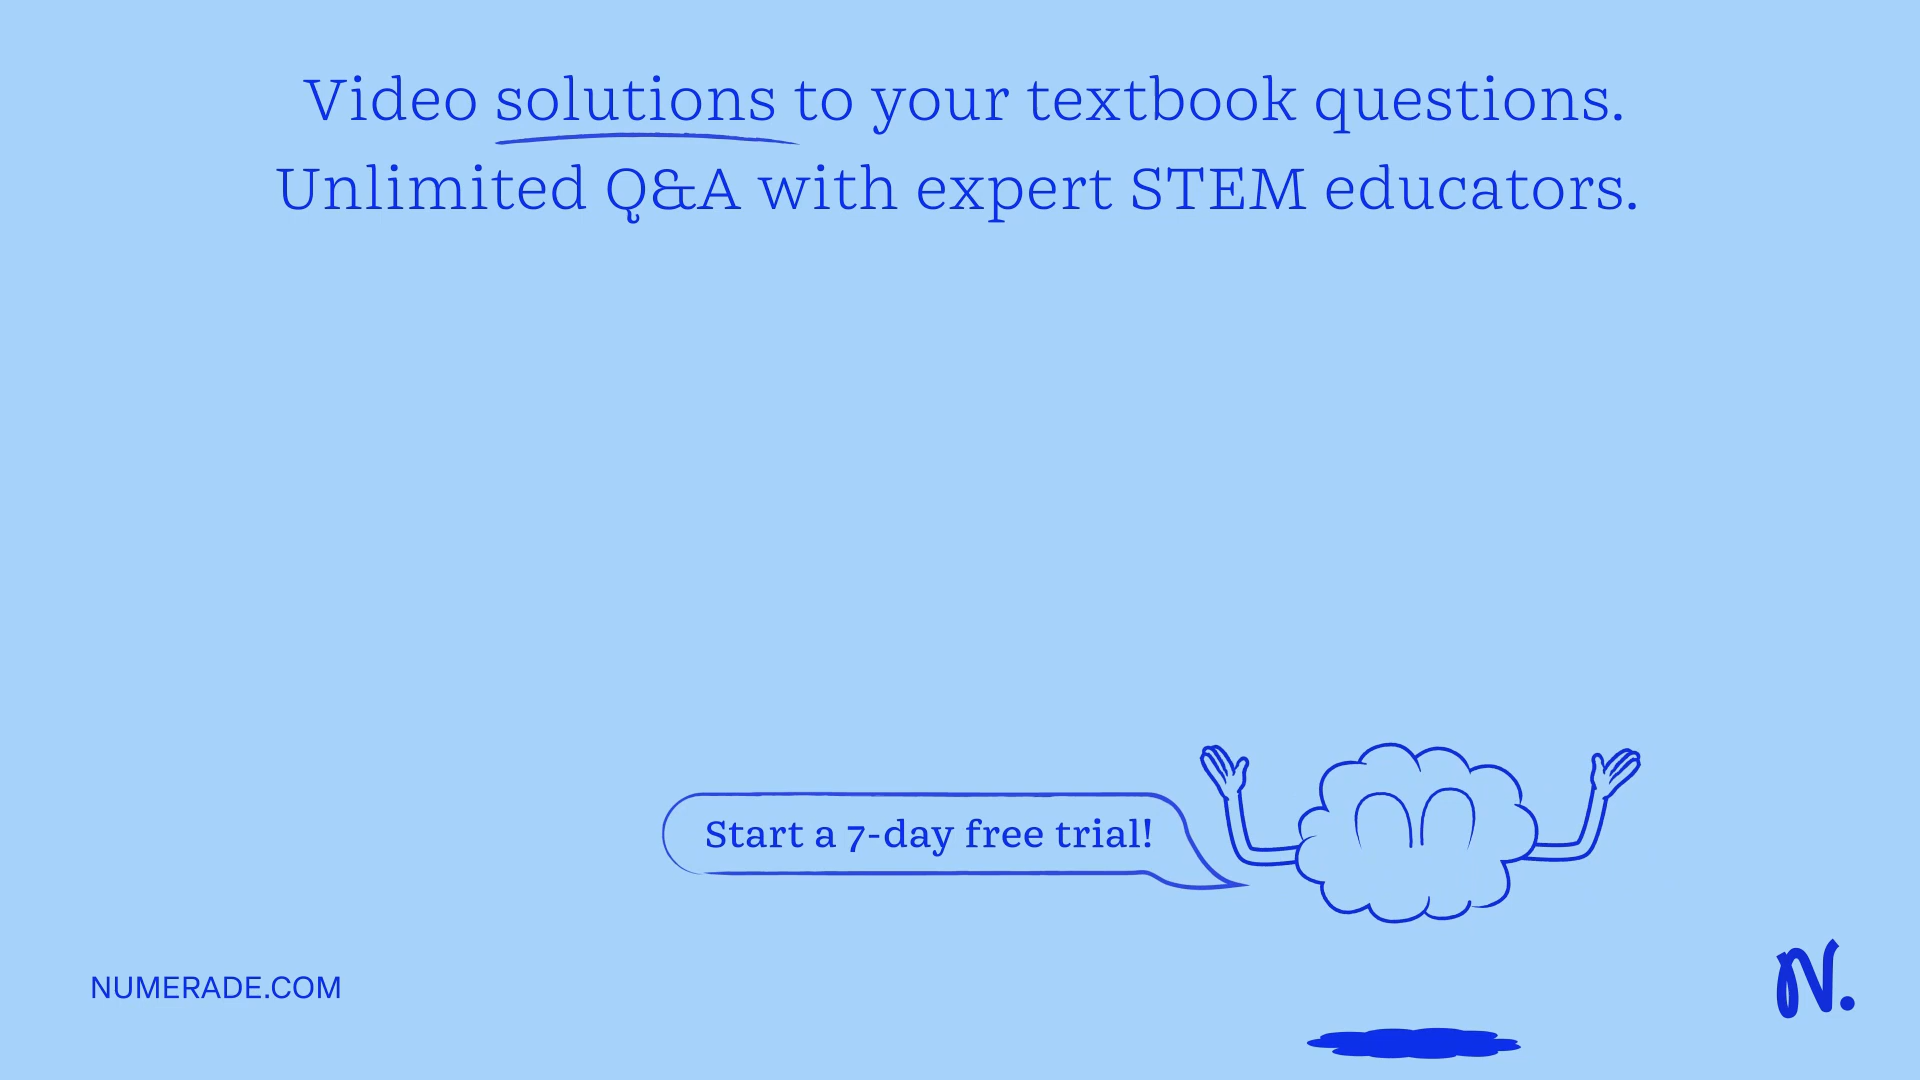 Video solutions to your textbook questions.
Unlimited Q&A with expert STEM educators.
Start a 7-day free trial!
NUMERADE.COM
N.